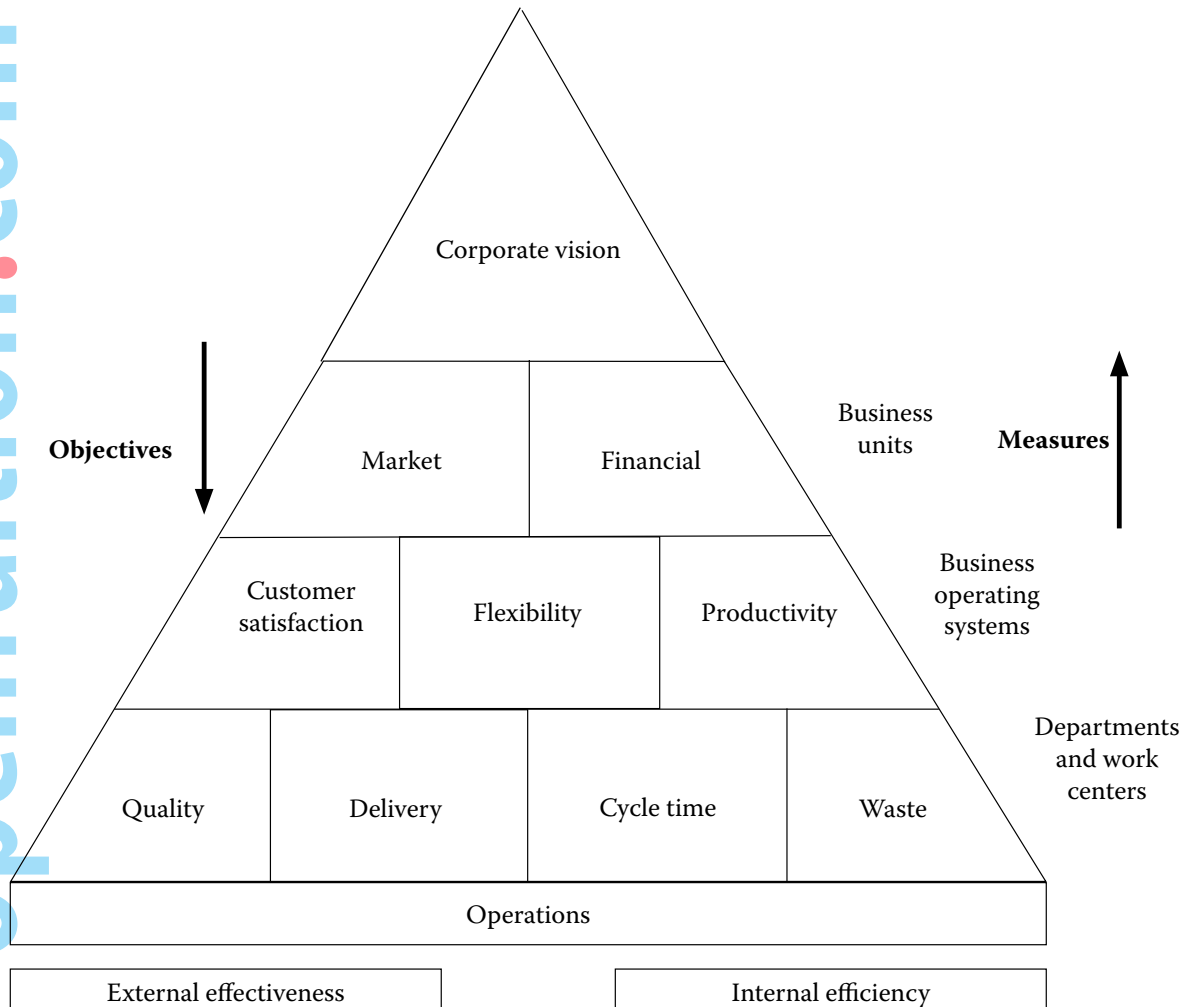 Corporate vision
Objectives
Market
Financial
Business
units
Measures
Customer
satisfaction
Flexibility
Productivity
Business
operating
systems
Quality
Delivery
Cycle time
Waste
Departments
and work
centers
Operations
External effectiveness
Internal efficiency